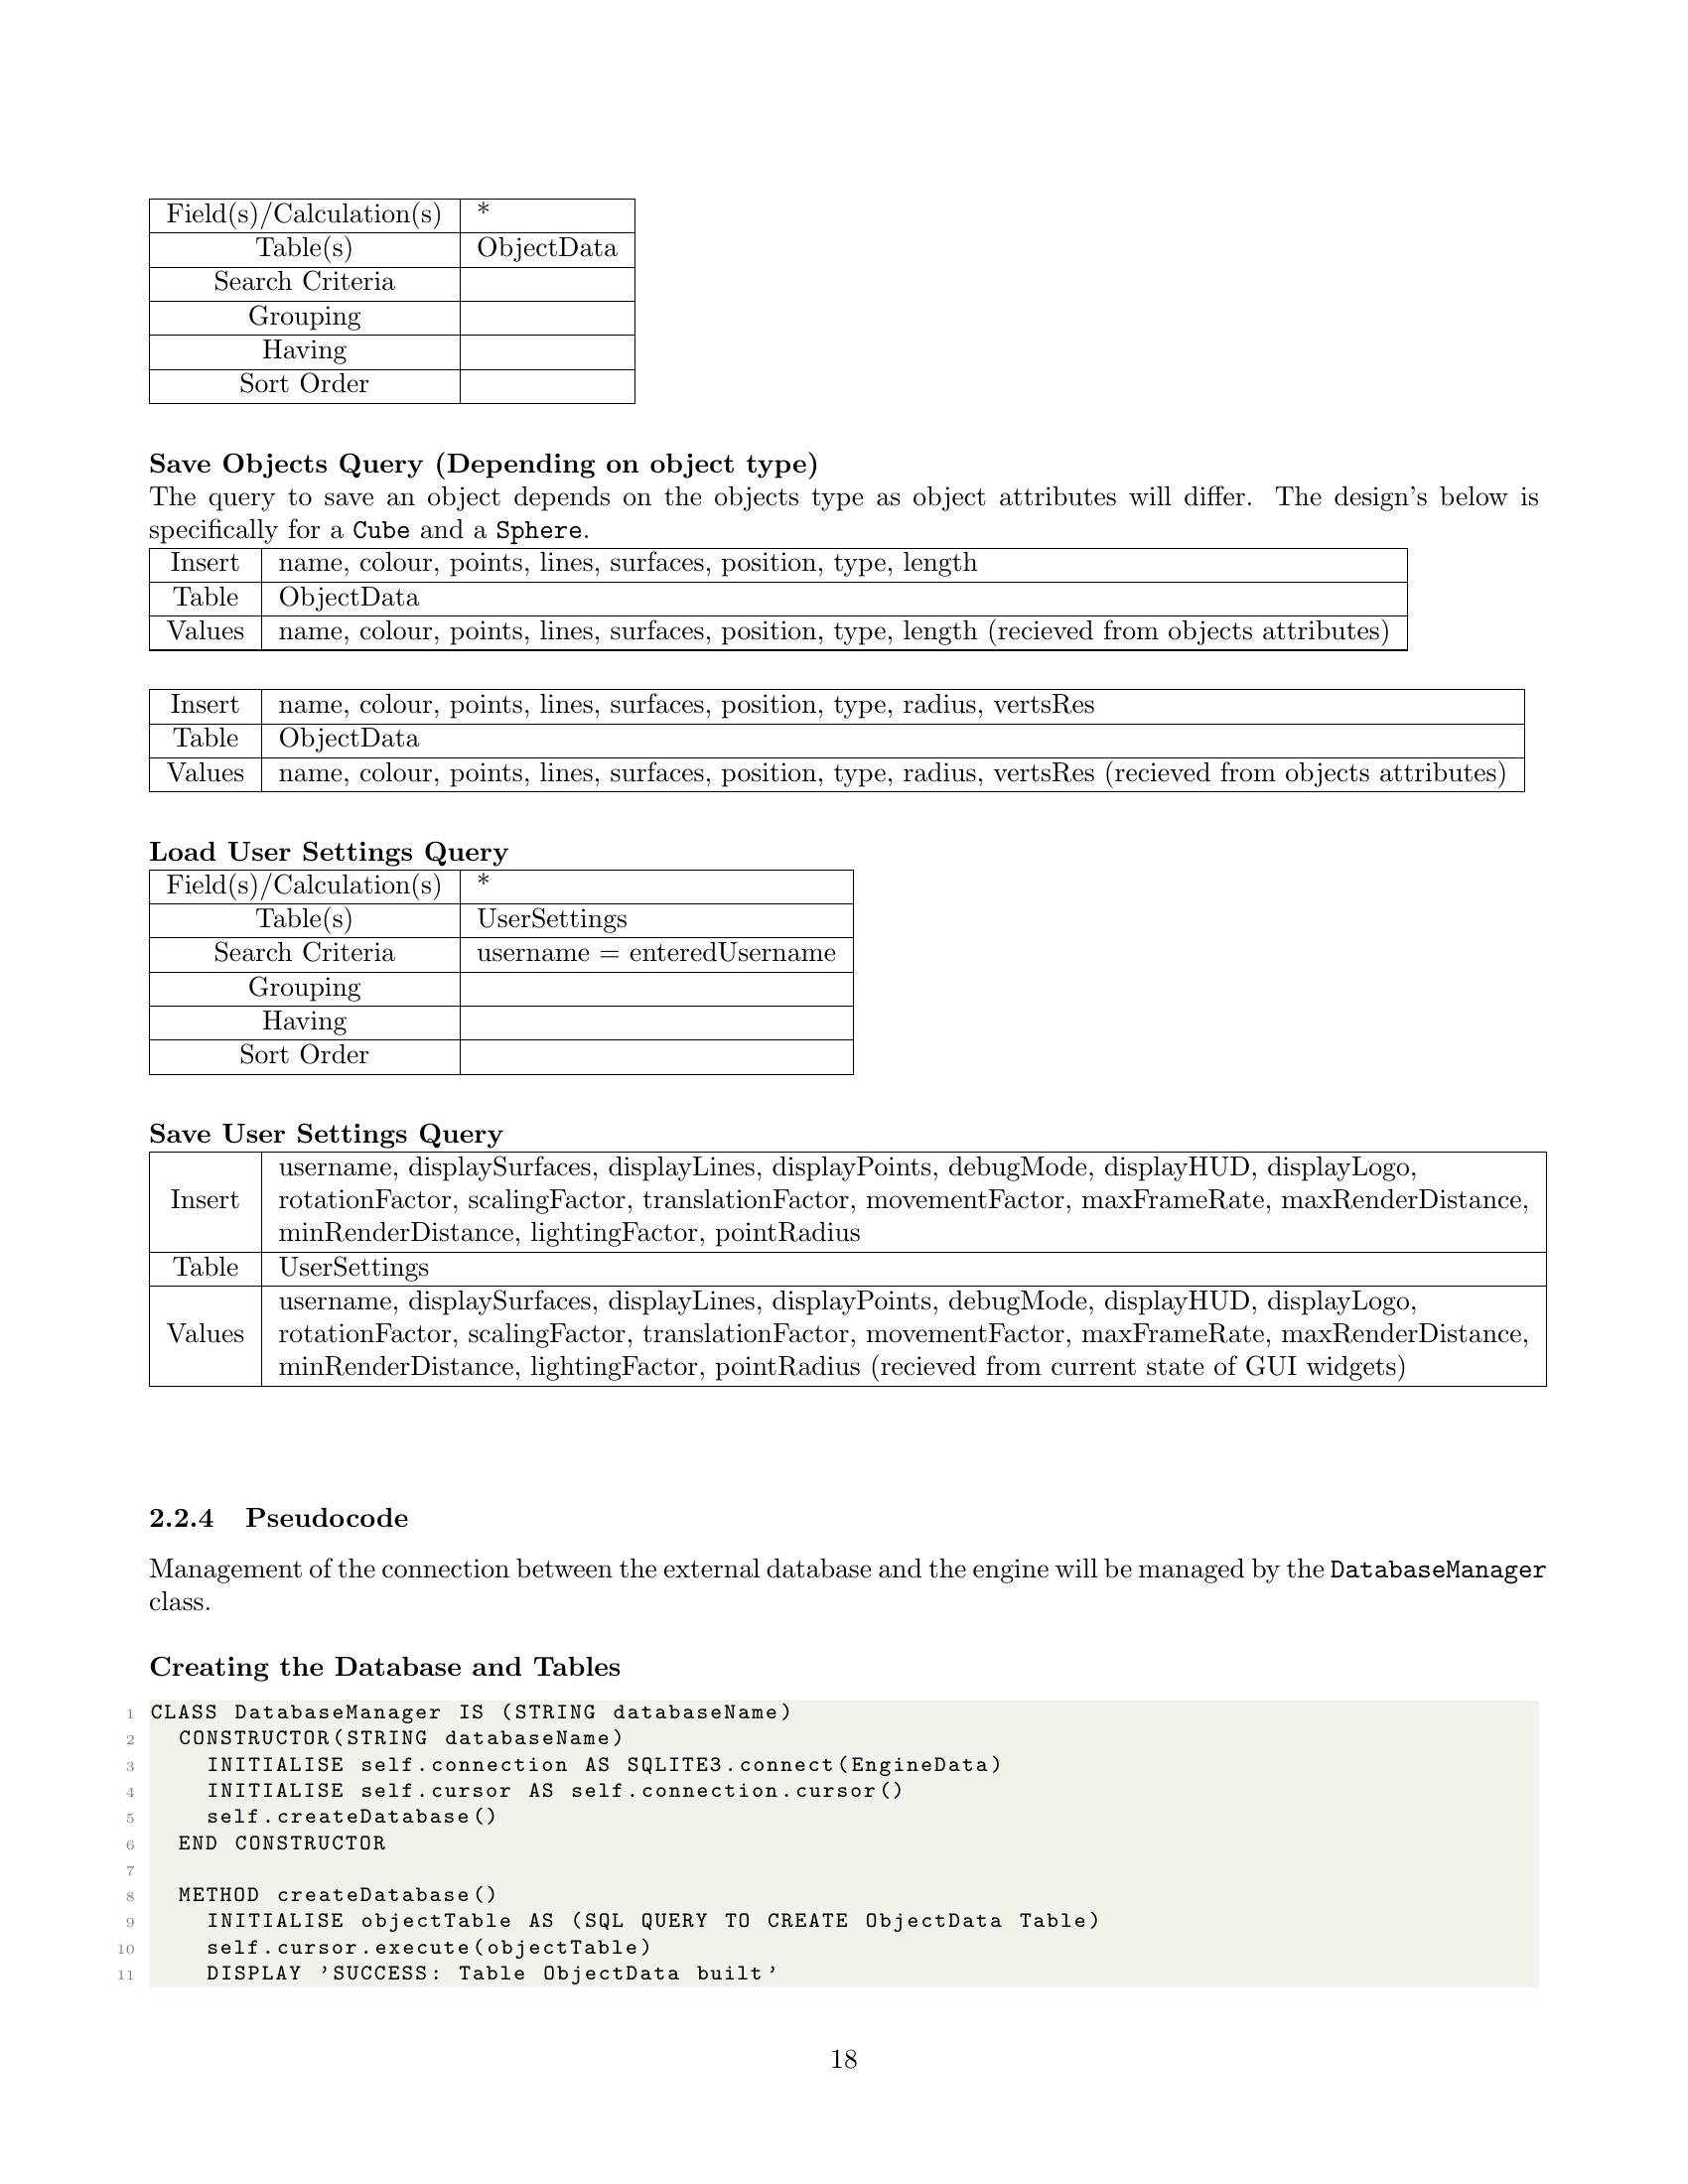 Field(s)/Calculation(s) *
Table(s) ObjectData
Search Criteria
Grouping
Having
Sort Order
Save Objects Query (Depending on object type)
The query to save an object depends on the objects type as object attributes will differ. The design's below is
specifically for a Cube and a Sphere.
Insert name, colour, points, lines, surfaces, position, type, length
Table ObjectData
Values name, colour, points, lines, surfaces, position, type, length (recieved from objects attributes)
Insert name, colour, points, lines, surfaces, position, type, radius, vertsRes
Table ObjectData
Values name, colour, points, lines, surfaces, position, type, radius, vertsRes (recieved from objects attributes)
Load User Settings Query
Field(s)/Calculation(s) *
Table(s) UserSettings
Search Criteria username = enteredUsername
Grouping
Having
Sort Order
Save User Settings Query
Insert username, displaySurfaces, displayLines, displayPoints, debugMode, displayHUD, displayLogo,
rotationFactor, scalingFactor, translationFactor, movementFactor, maxFrameRate, maxRenderDistance,
minRenderDistance, lightingFactor, pointRadius
Table UserSettings
Values username, displaySurfaces, displayLines, displayPoints, debugMode, displayHUD, displayLogo,
rotationFactor, scalingFactor, translationFactor, movementFactor, maxFrameRate, maxRenderDistance,
minRenderDistance, lightingFactor, pointRadius (recieved from current state of GUI widgets)
2.2.4 Pseudocode
Management of the connection between the external database and the engine will be managed by the DatabaseManager
class.
Creating the Database and Tables
1 CLASS DatabaseManager IS (STRING databaseName)
2 CONSTRUCTOR(STRING databaseName)
3 INITIALISE self.connection AS SQLITE3.connect(EngineData)
4 INITIALISE self.cursor AS self.connection.cursor()
5 self.createDatabase()
6 END CONSTRUCTOR
7
8 METHOD createDatabase()
9 INITIALISE objectTable AS (SQL QUERY TO CREATE ObjectData Table)
10 self.cursor.execute(objectTable)
11 DISPLAY 'SUCCESS: Table ObjectData built'
18